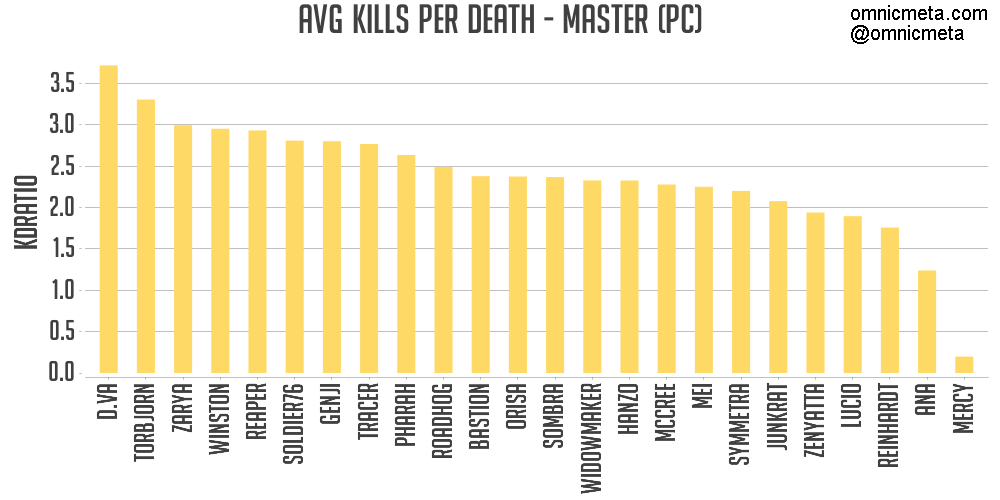 AVG KILLS PER DEATH - MASTER (PC)
omnicmeta.com
@omnicmeta
KDRATIO
3.5
3.0
2.5
2.0
1.5
1.0
0.5
0.0
D.VA
TORBJORN
ZARYA
WINSTON
REAPER
SOLDIER76
GENJI
TRACER
PHARAH
ROADHOG
BASTION
ORISA
SOMBRA
WIDOWMAKER
HANZO
MCCREE
MEI
SYMMETRA
JUNKRAT
ZENYATTA
LUCIO
REINHARDT
ANA
MERCY